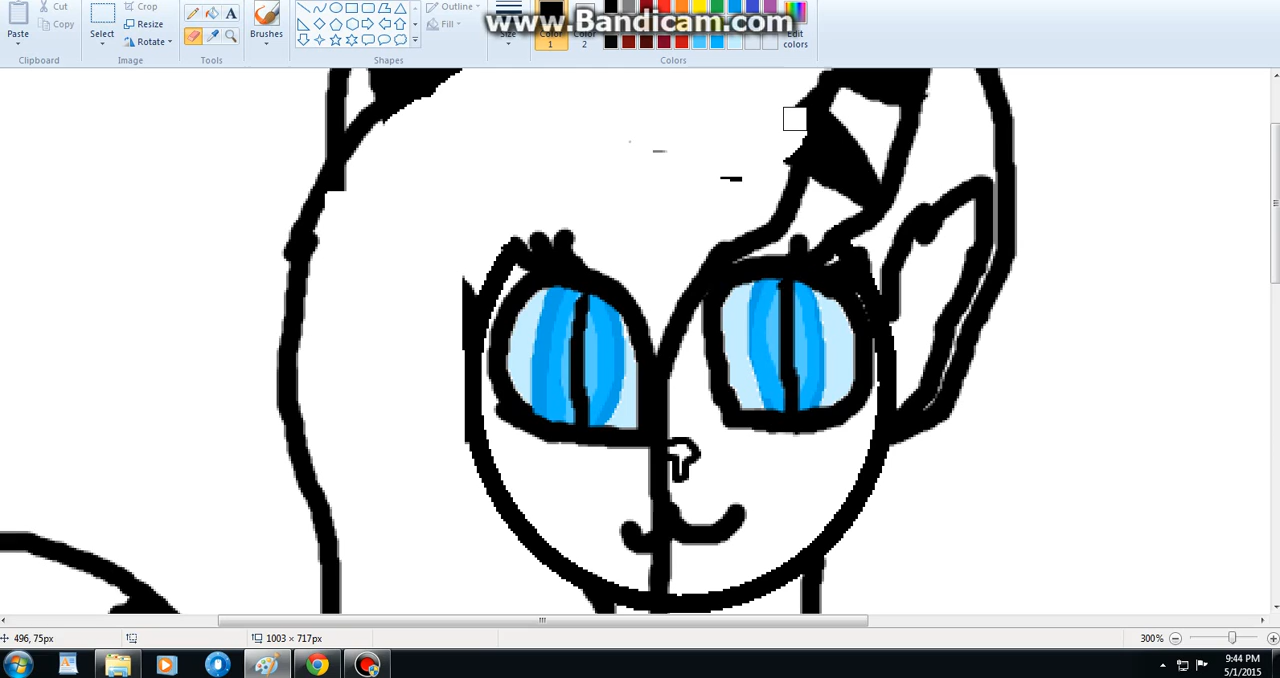 www.Bandicam.com
Cut
Crop
Outline
Paste
Copy
Select
Resize
Fill
Rotate
Brushes
Size
Color
1
Color
2
Edit
colors
Clipboard
Image
Tools
Shapes
Colors
496, 75px
1003 × 717px
300%
9:44 PM
5/1/2015